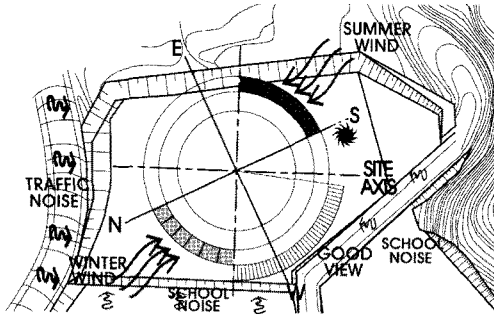 SUMMER
WIND
E
S
SITE
AXIS
TRAFFIC
NOISE
N
GOOD
VIEW
SCHOOL
NOISE
WINTER
WIND
SCHOOL
NOISE